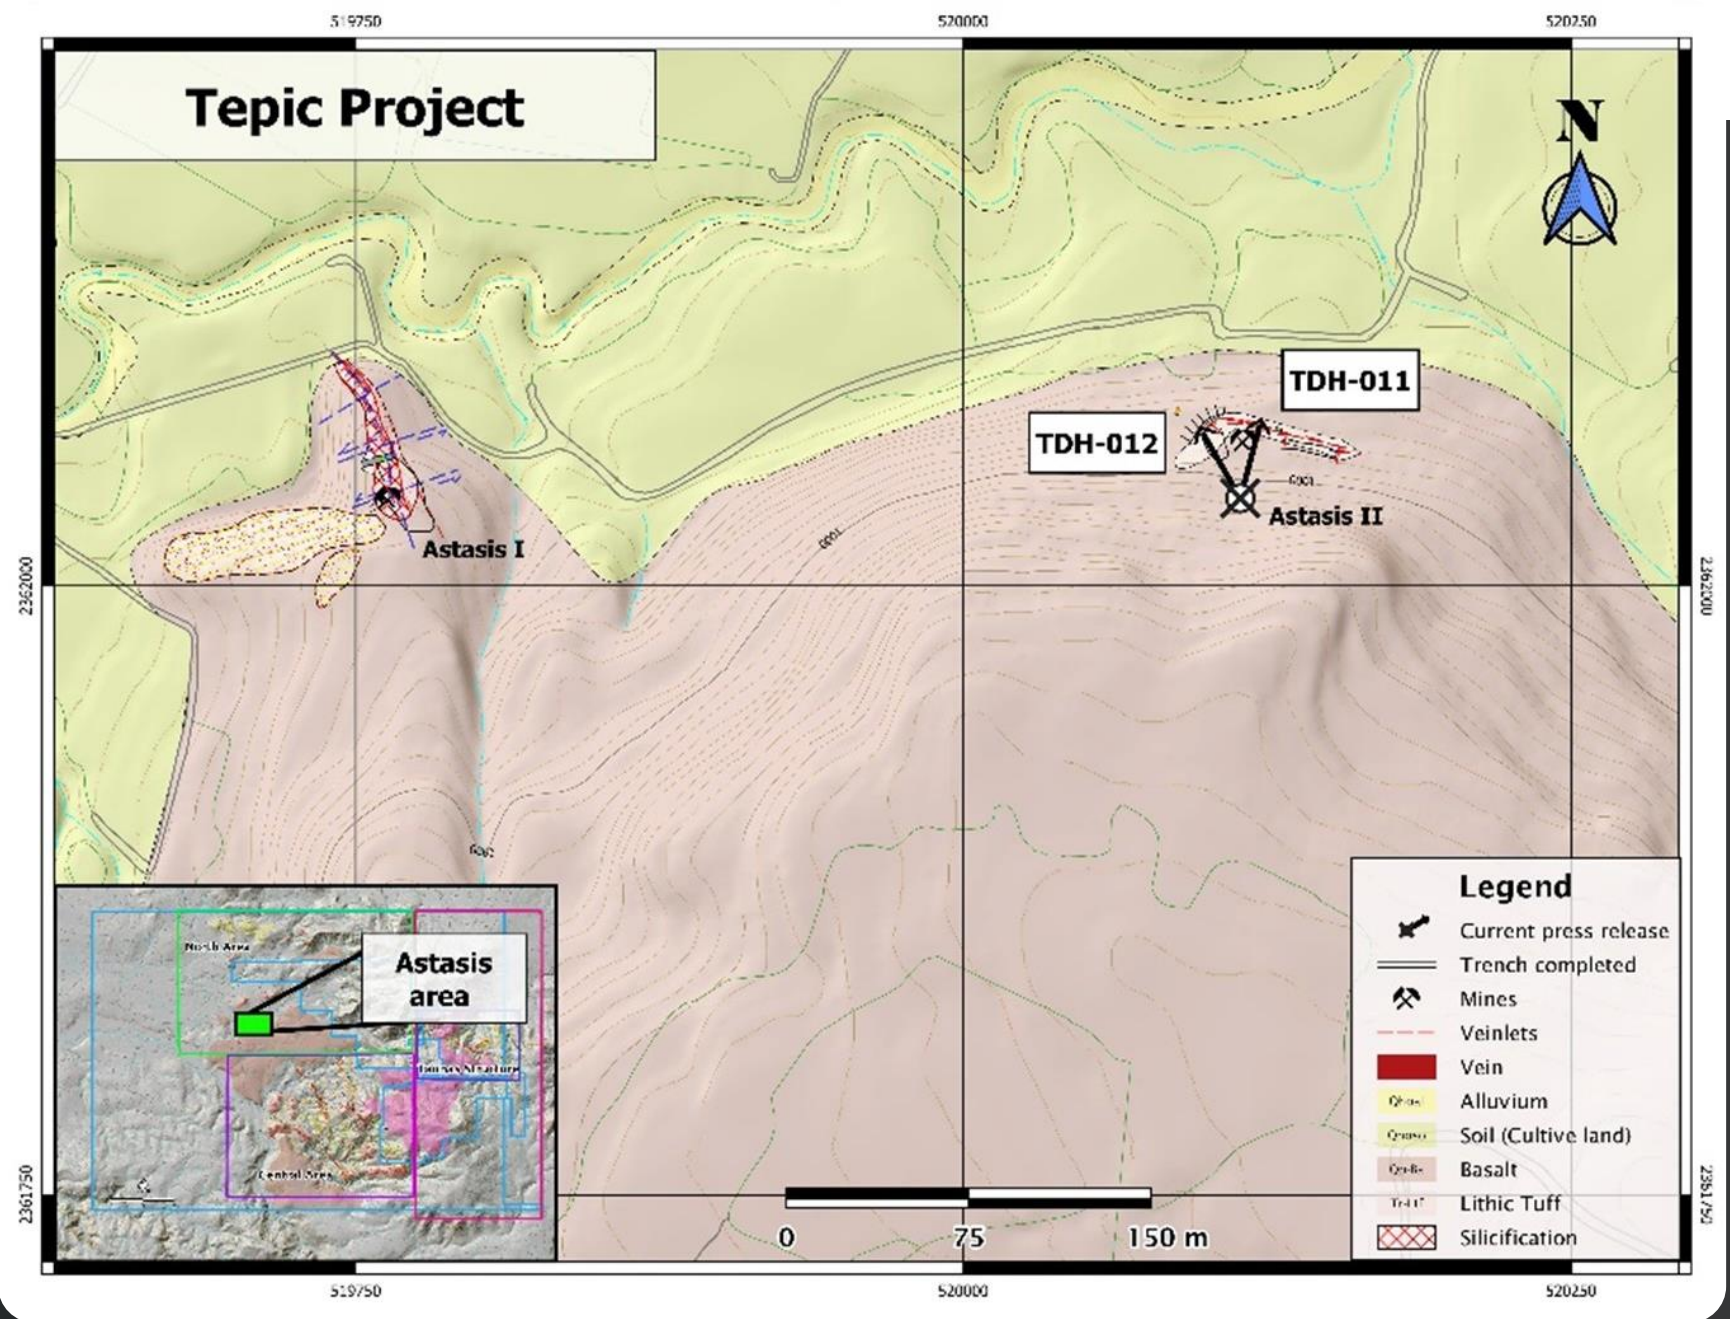 519750
520000
520250
Tepic Project
N
TDH-011
TDH-012
Astasis II
Astasis I
2362000
2362000
1000
North Area
Astasis
area
Central Area
Legend
Current press release
Trench completed
Mines
Veinlets
Vein
Alluvium
Soil (Cultive land)
Basalt
Lithic Tuff
Silicification
2361750
2361750
0
75
150 m
519750
520000
520250